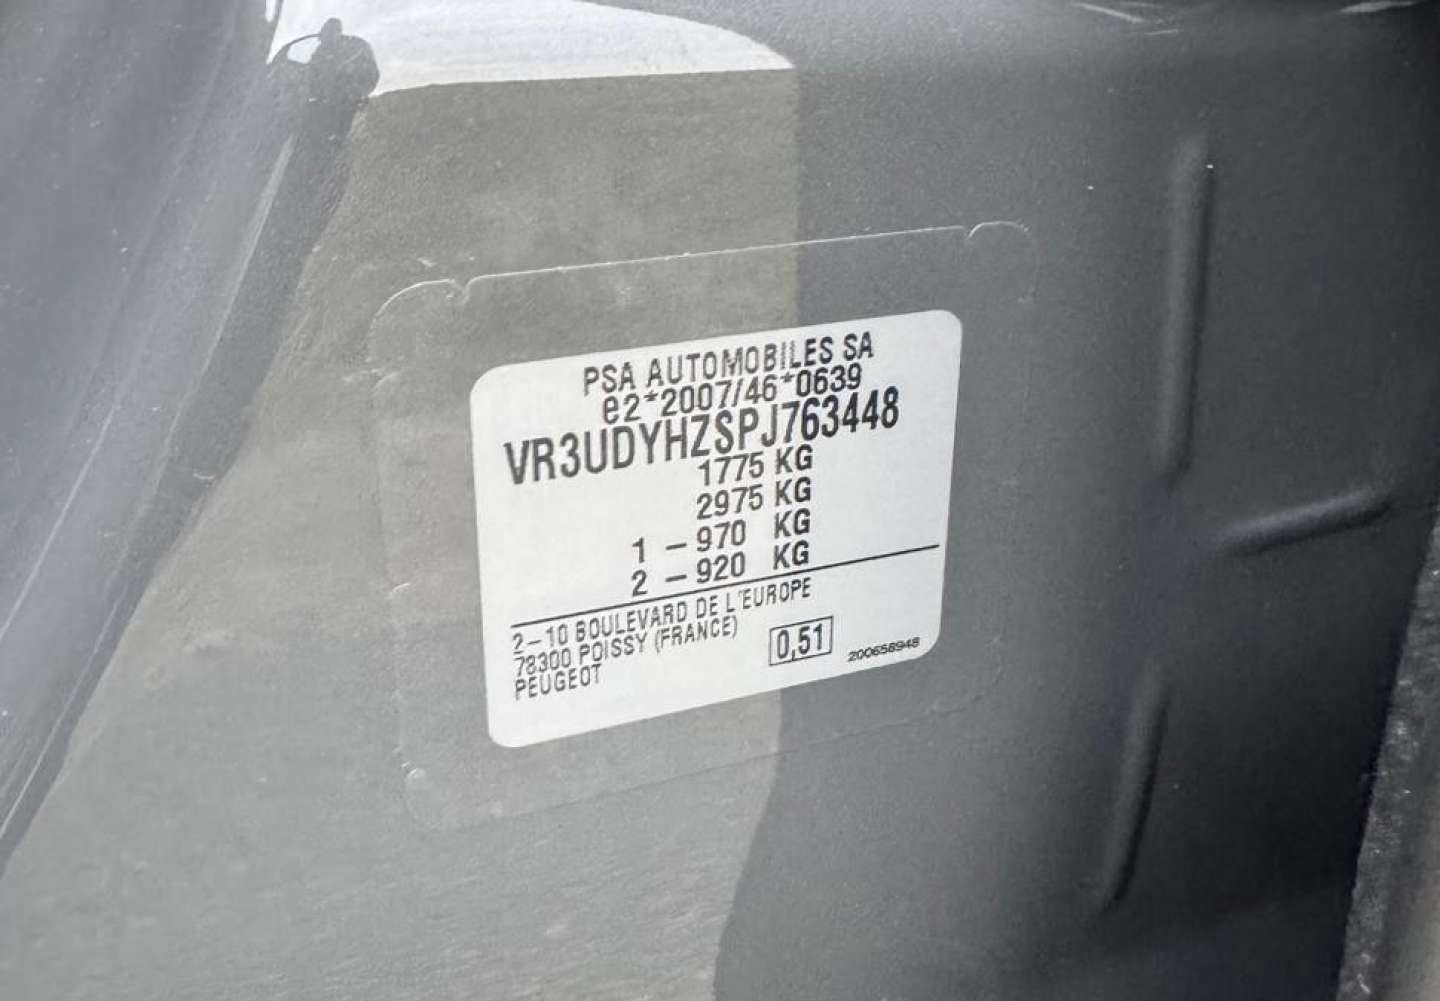 PSA AUTOMOBILES SA
e2*2007/46*0639
VR3UDYHZSPJ763448
1775 KG
2975 KG
1 - 970 KG
2 - 920 KG
2-10 BOULEVARD DE L'EUROPE
78300 POISSY (FRANCE)
PEUGEOT
0,51
200658948